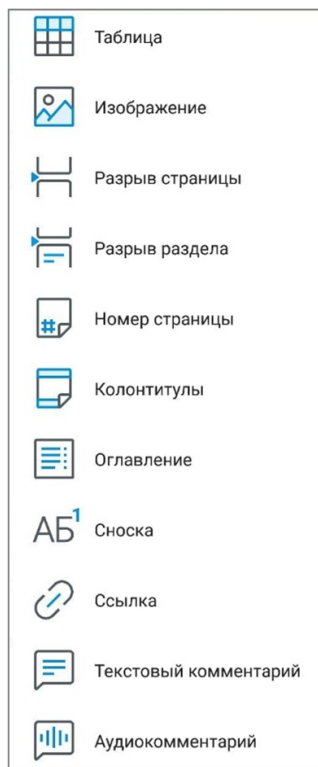 Таблица
Изображение
Разрыв страницы
Разрыв раздела
#
Номер страницы
Колонтитулы
Оглавление
АБ1
Сноска
Ссылка
Текстовый комментарий
Аудиокомментарий